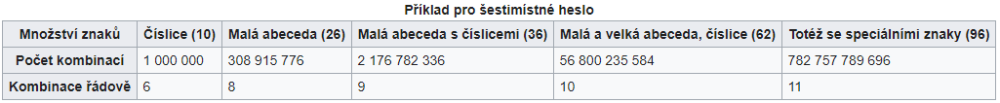 Příklad pro šestimístné heslo
Množství znaků Číslice (10) Malá abeceda (26) Malá abeceda s číslicemi (36) Malá a velká abeceda, číslice (62) Totéž se speciálními znaky (96)
Počet kombinací 1 000 000 308 915 776 2 176 782 336 56 800 235 584 782 757 789 696
Kombinace řádově 6 8 9 10 11